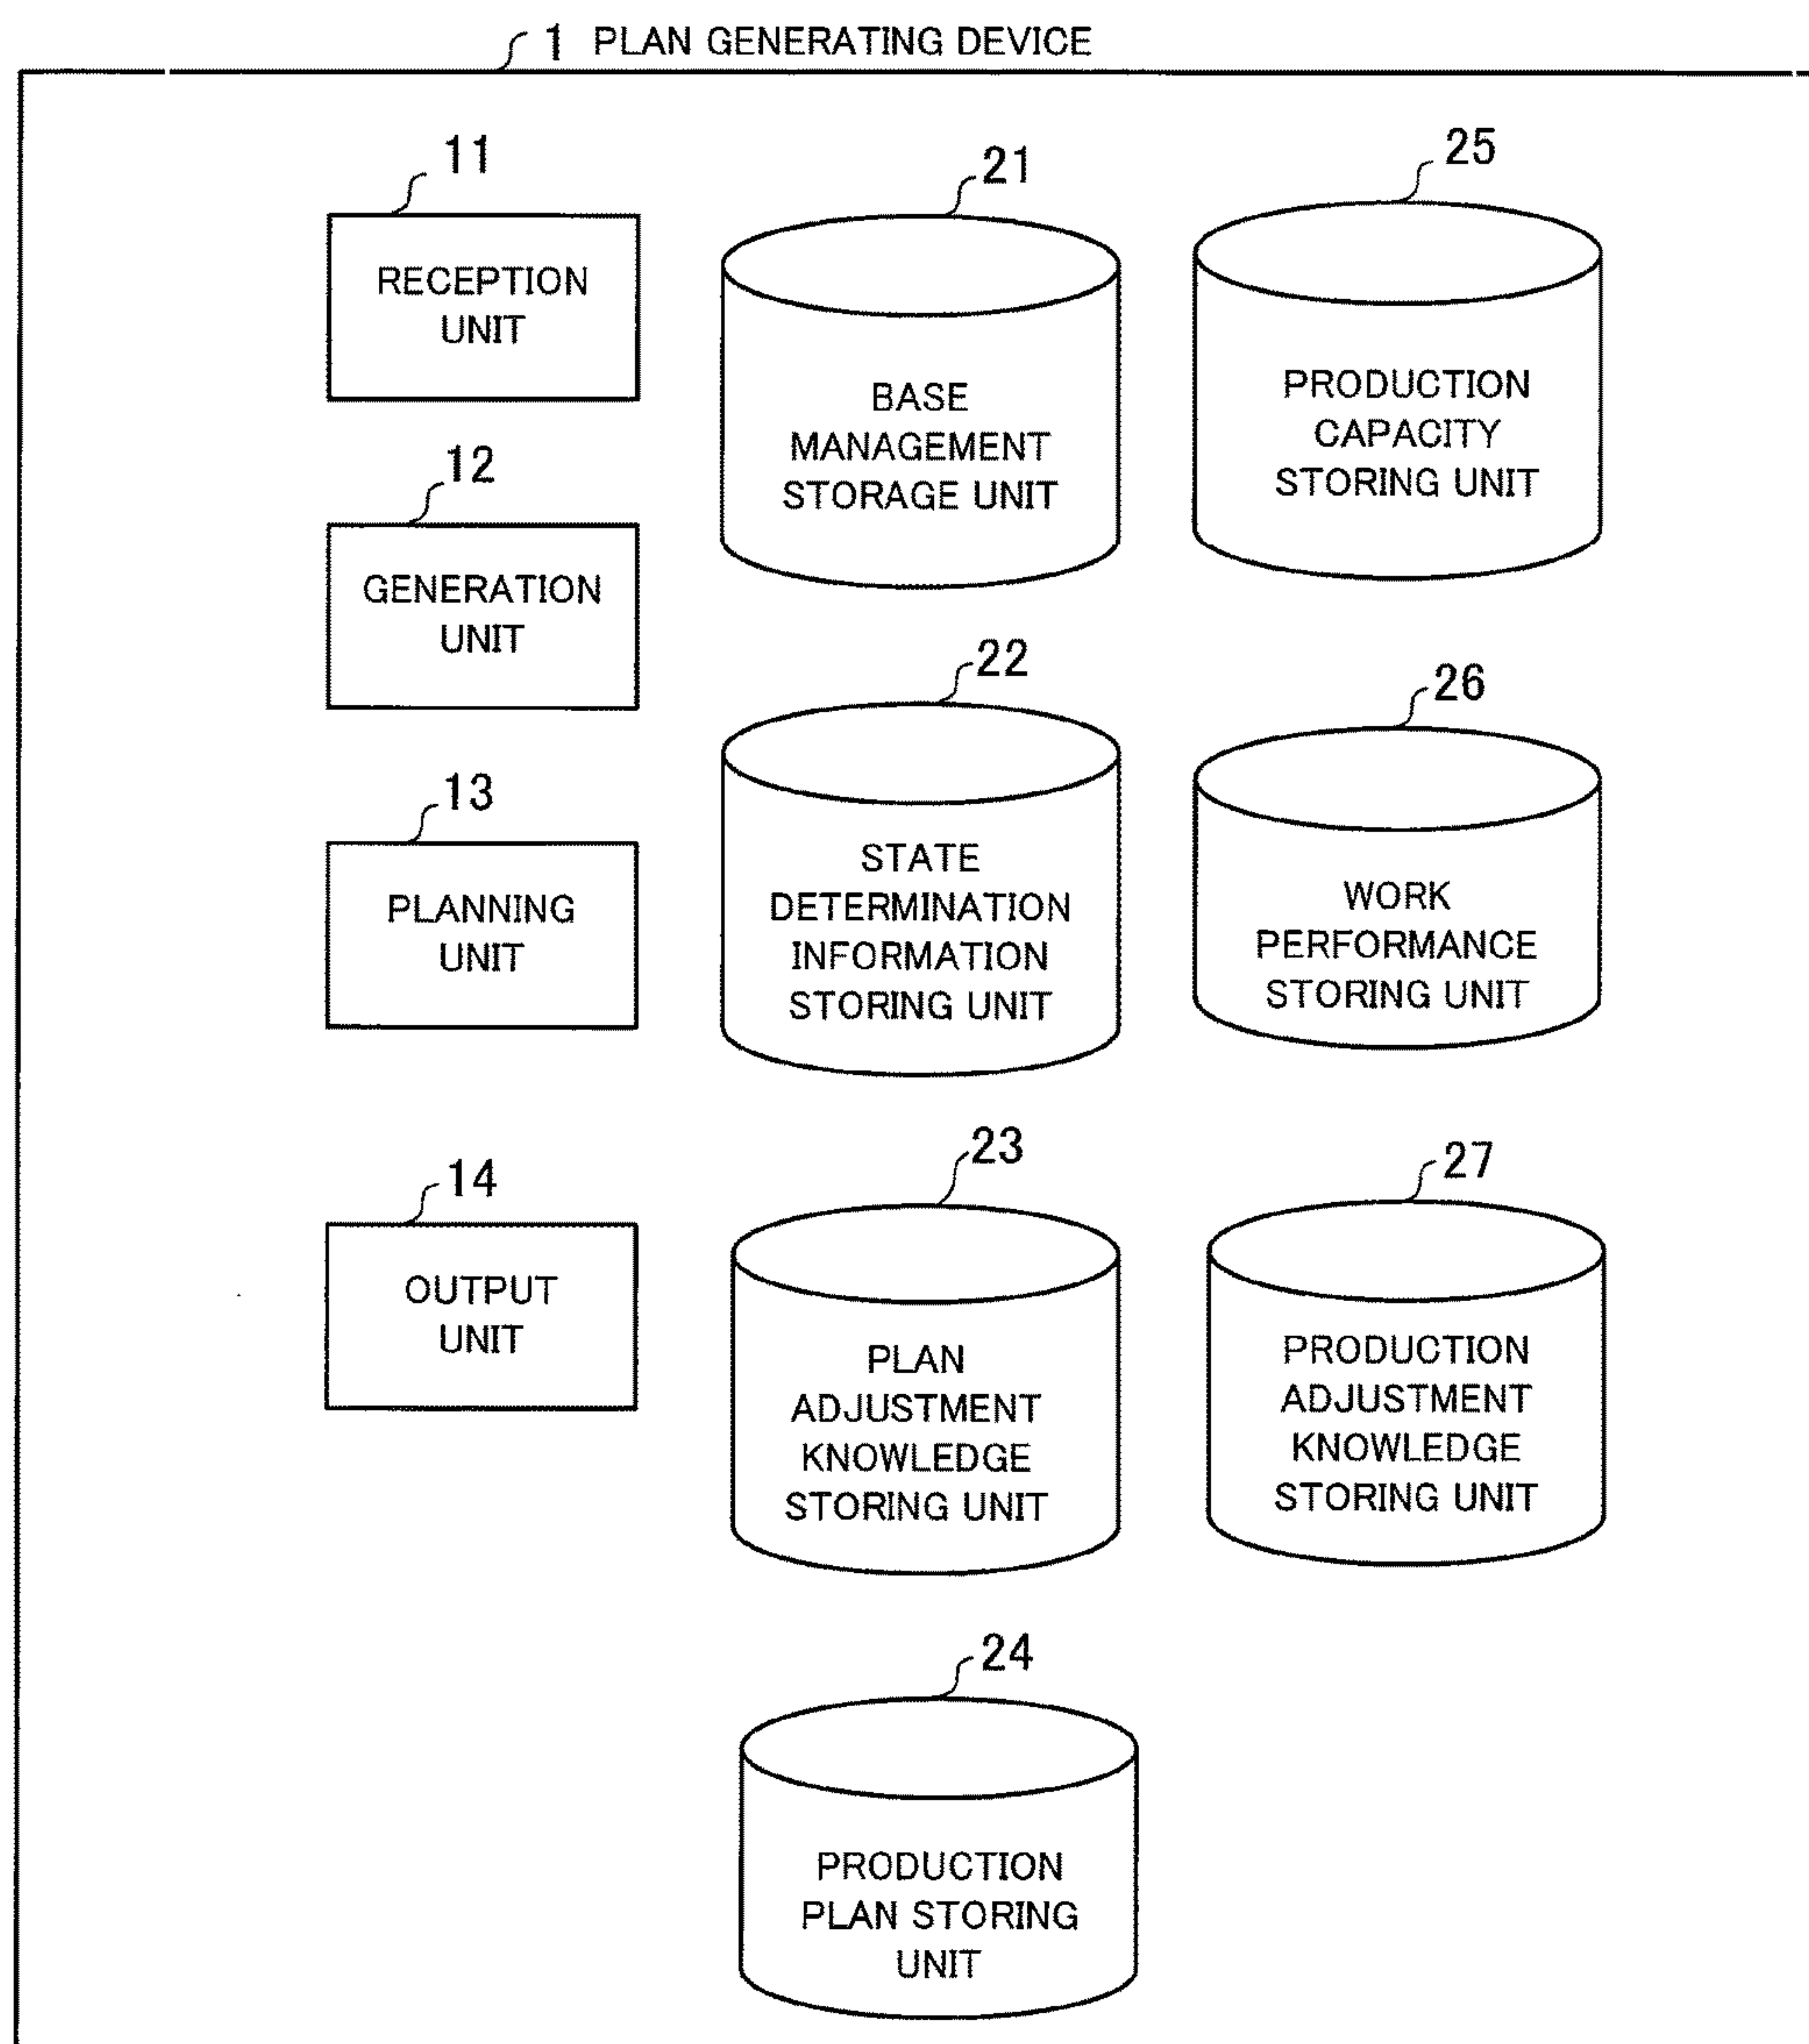 1 PLAN GENERATING DEVICE
11
RECEPTION
UNIT
12
GENERATION
UNIT
13
PLANNING
UNIT
14
OUTPUT
UNIT
21
BASE
MANAGEMENT
STORAGE UNIT
22
STATE
DETERMINATION
INFORMATION
STORING UNIT
23
PLAN
ADJUSTMENT
KNOWLEDGE
STORING UNIT
24
PRODUCTION
PLAN STORING
UNIT
25
PRODUCTION
CAPACITY
STORING UNIT
26
WORK
PERFORMANCE
STORING UNIT
27
PRODUCTION
ADJUSTMENT
KNOWLEDGE
STORING UNIT